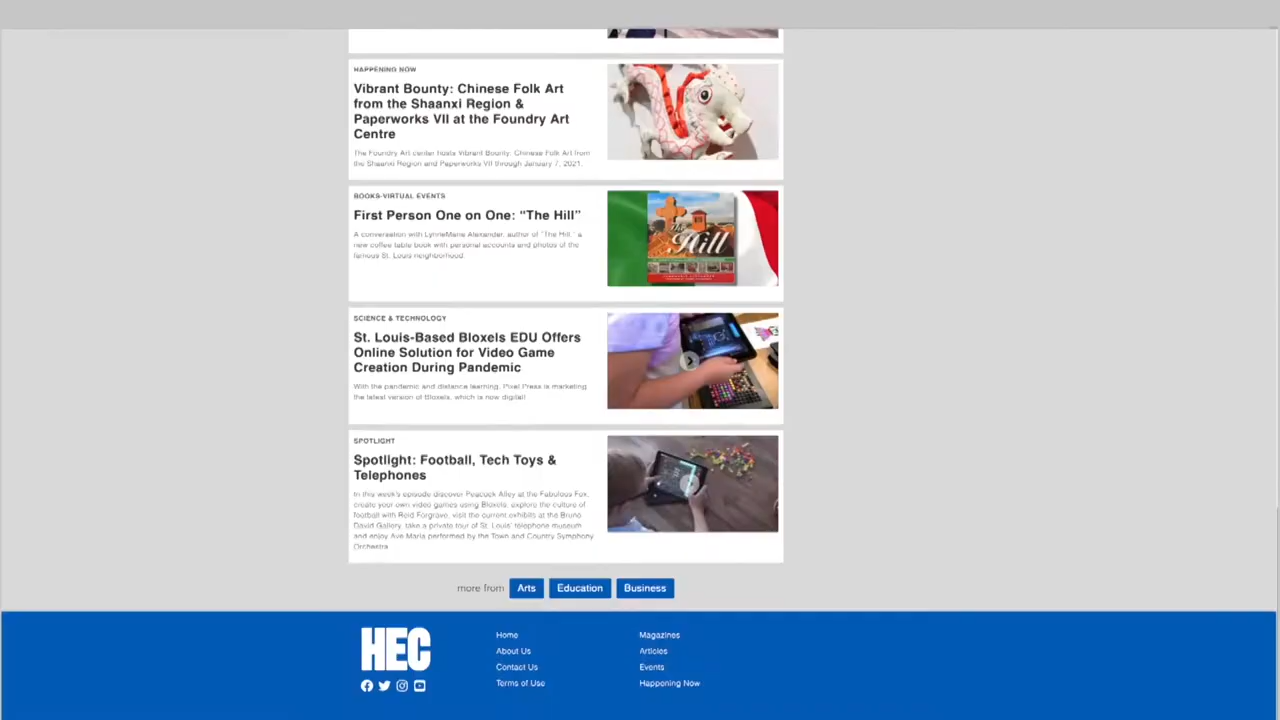 HAPPENING NOW
Vibrant Bounty: Chinese Folk Art
from the Shaanxi Region &
Paperworks VII at the Foundry Art
Centre
The Foundry Art center hosts Vibrant Bounty: Chinese Folk Art from
the Shaanxi Region and Paperworks VII through January 7, 2021.
BOOKS-VIRTUAL EVENTS
First Person One on One: “The Hill”
A conversation with LynnMarie Alexander, author of "The Hill," a
new coffee table book with personal accounts and photos of the
famous St. Louis neighborhood.
the
Hill
SCIENCE & TECHNOLOGY
St. Louis-Based Bloxels EDU Offers
Online Solution for Video Game
Creation During Pandemic
With the pandemic and distance learning, Pixel Press is marketing
the latest version of Bloxels, which is now digital!
SPOTLIGHT
Spotlight: Football, Tech Toys &
Telephones
In this week's episode discover Peacock Alley at the Fabulous Fox,
create your own video games using Bloxels, explore the culture of
football with Reid Forgrave, visit the current exhibits at the Bruno
David Gallery, take a private tour of St. Louis' telephone museum
and enjoy Ave Maria performed by the Town and Country Symphony
Orchestra
more from Arts Education Business
HEC
Home
About Us
Contact Us
Terms of Use
Magazines
Articles
Events
Happening Now